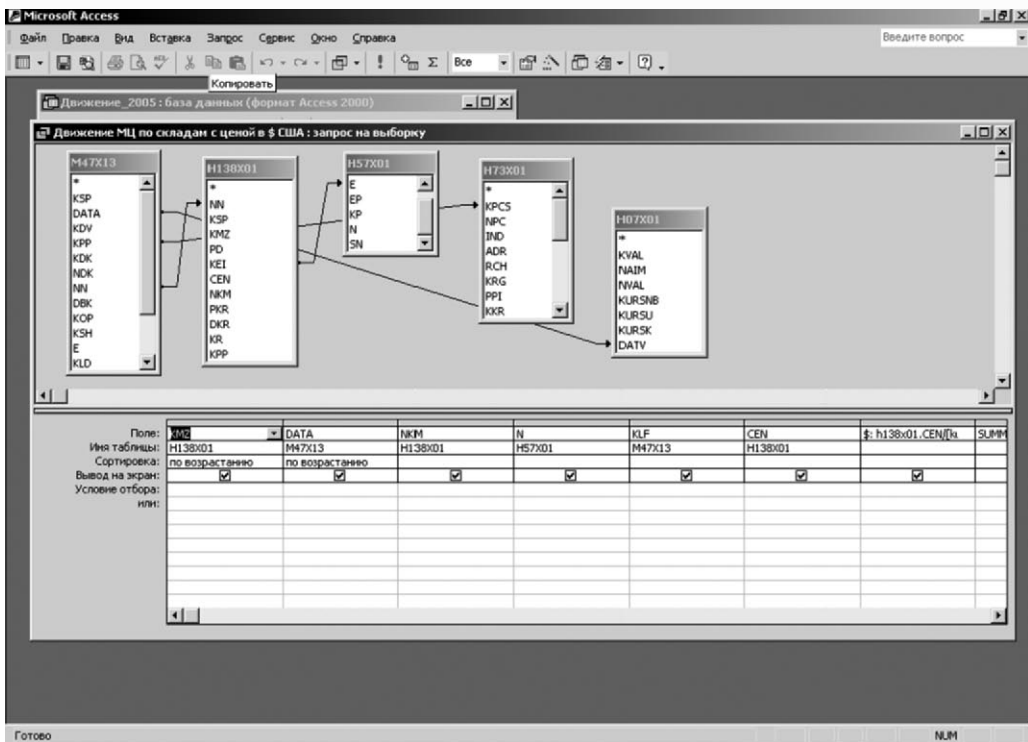 Microsoft Access
Файл Правка Вид Вставка Запрос Сервис Окно Справка
Введите вопрос
Все
Копировать
Движение_2005 : база данных (формат Access 2000)
Движение МЦ по складам с ценой в $ США : запрос на выборку
M47X13
*
KSP
DATA
KDV
KPP
KDK
NDK
NN
DBK
KOP
KSH
E
KLD
H138X01
*
NN
KSP
KMZ
PD
KEI
CEN
NKM
PKR
DKR
KR
KPP
H57X01
E
EP
KP
N
SN
H73X01
*
KPCS
NPC
IND
ADR
RCH
KRG
PPI
KKR
H07X01
*
KVAL
NAIM
NVAL
KURSNB
KURSU
KURSK
DATV
Поле: KMZ DATA NKM N KLF CEN $: h138x01.CEN/[ku SUMM
Имя таблицы: H138X01 M47X13 H138X01 H57X01 M47X13 H138X01
Сортировка: по возрастанию по возрастанию
Вывод на экран:
Условие отбора:
или:
Готово
NUM